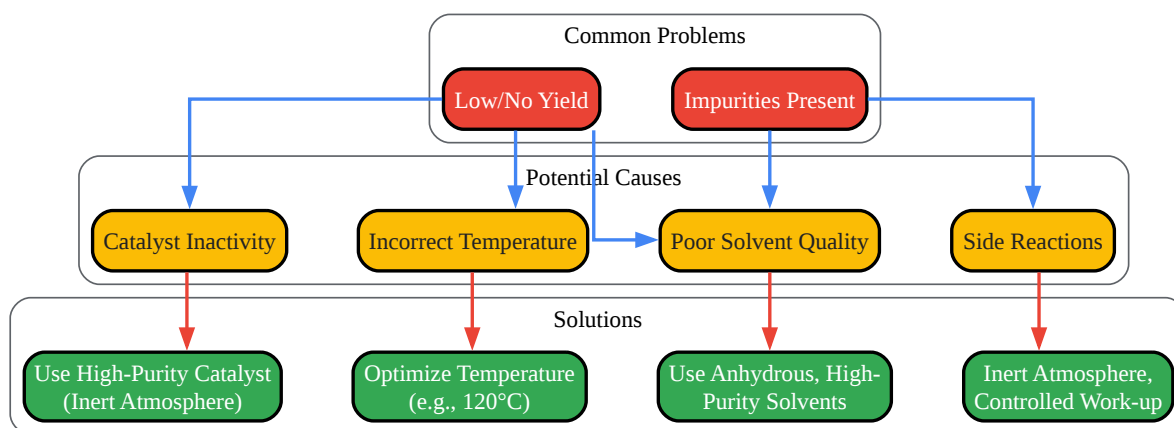 Common Problems
Low/No Yield
Impurities Present
Potential Causes
Catalyst Inactivity
Incorrect Temperature
Poor Solvent Quality
Side Reactions
Solutions
Use High-Purity Catalyst
(Inert Atmosphere)
Optimize Temperature
(e.g., 120°C)
Use Anhydrous, High-
Purity Solvents
Inert Atmosphere,
Controlled Work-up